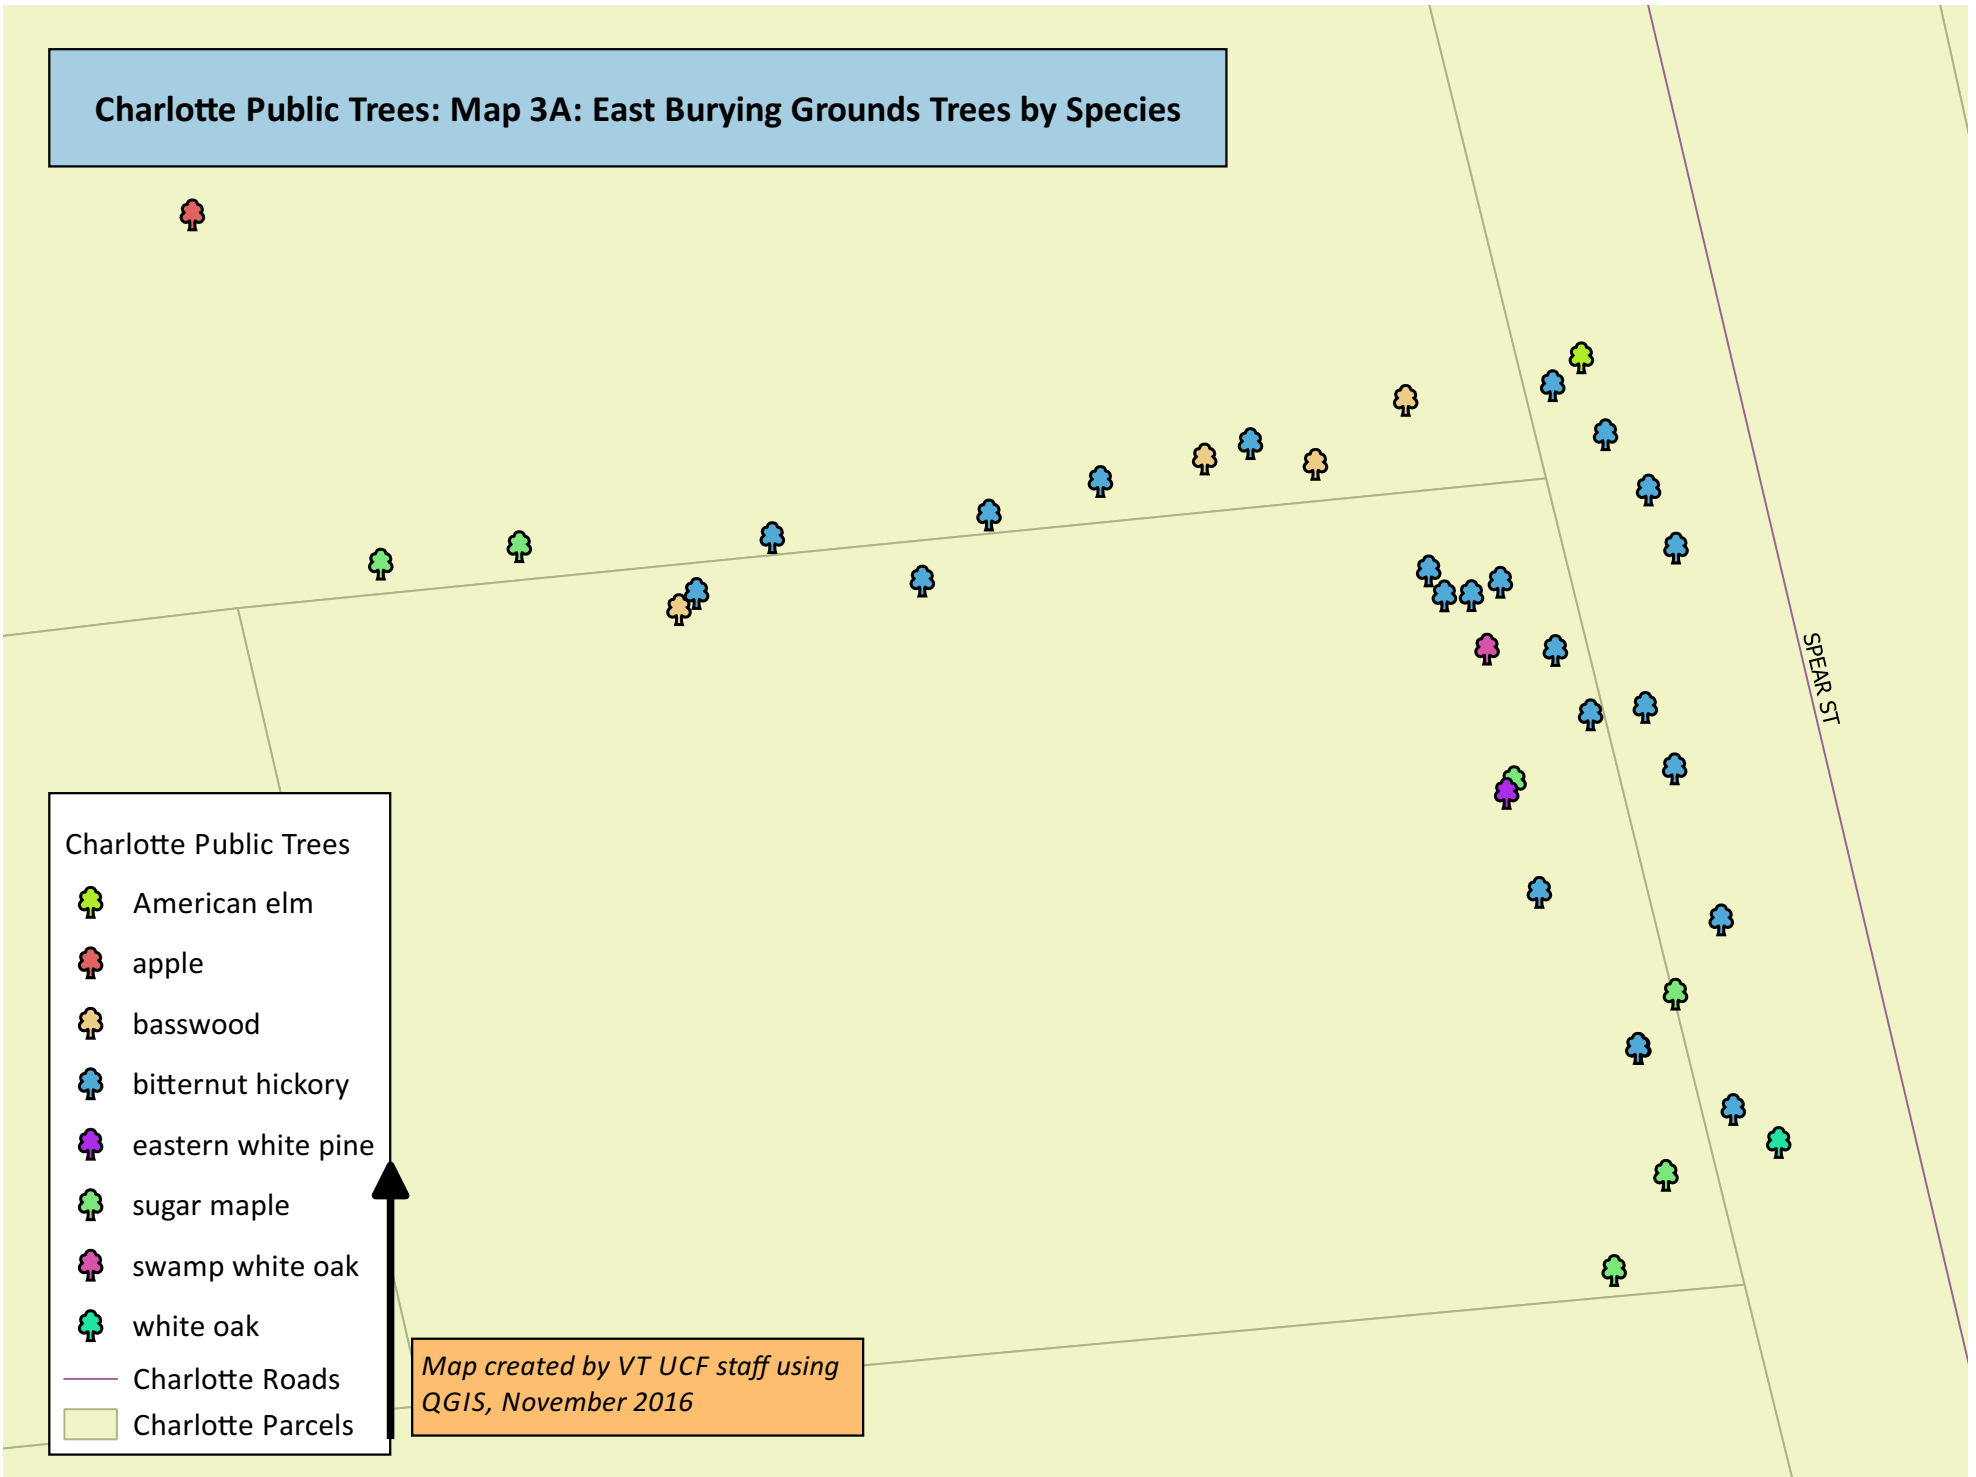 Charlotte Public Trees: Map 3A: East Burying Grounds Trees by Species
SPEAR ST
Charlotte Public Trees
American elm
apple
basswood
bitternut hickory
eastern white pine
sugar maple
swamp white oak
white oak
Charlotte Roads
Charlotte Parcels
Map created by VT UCF staff using
QGIS, November 2016